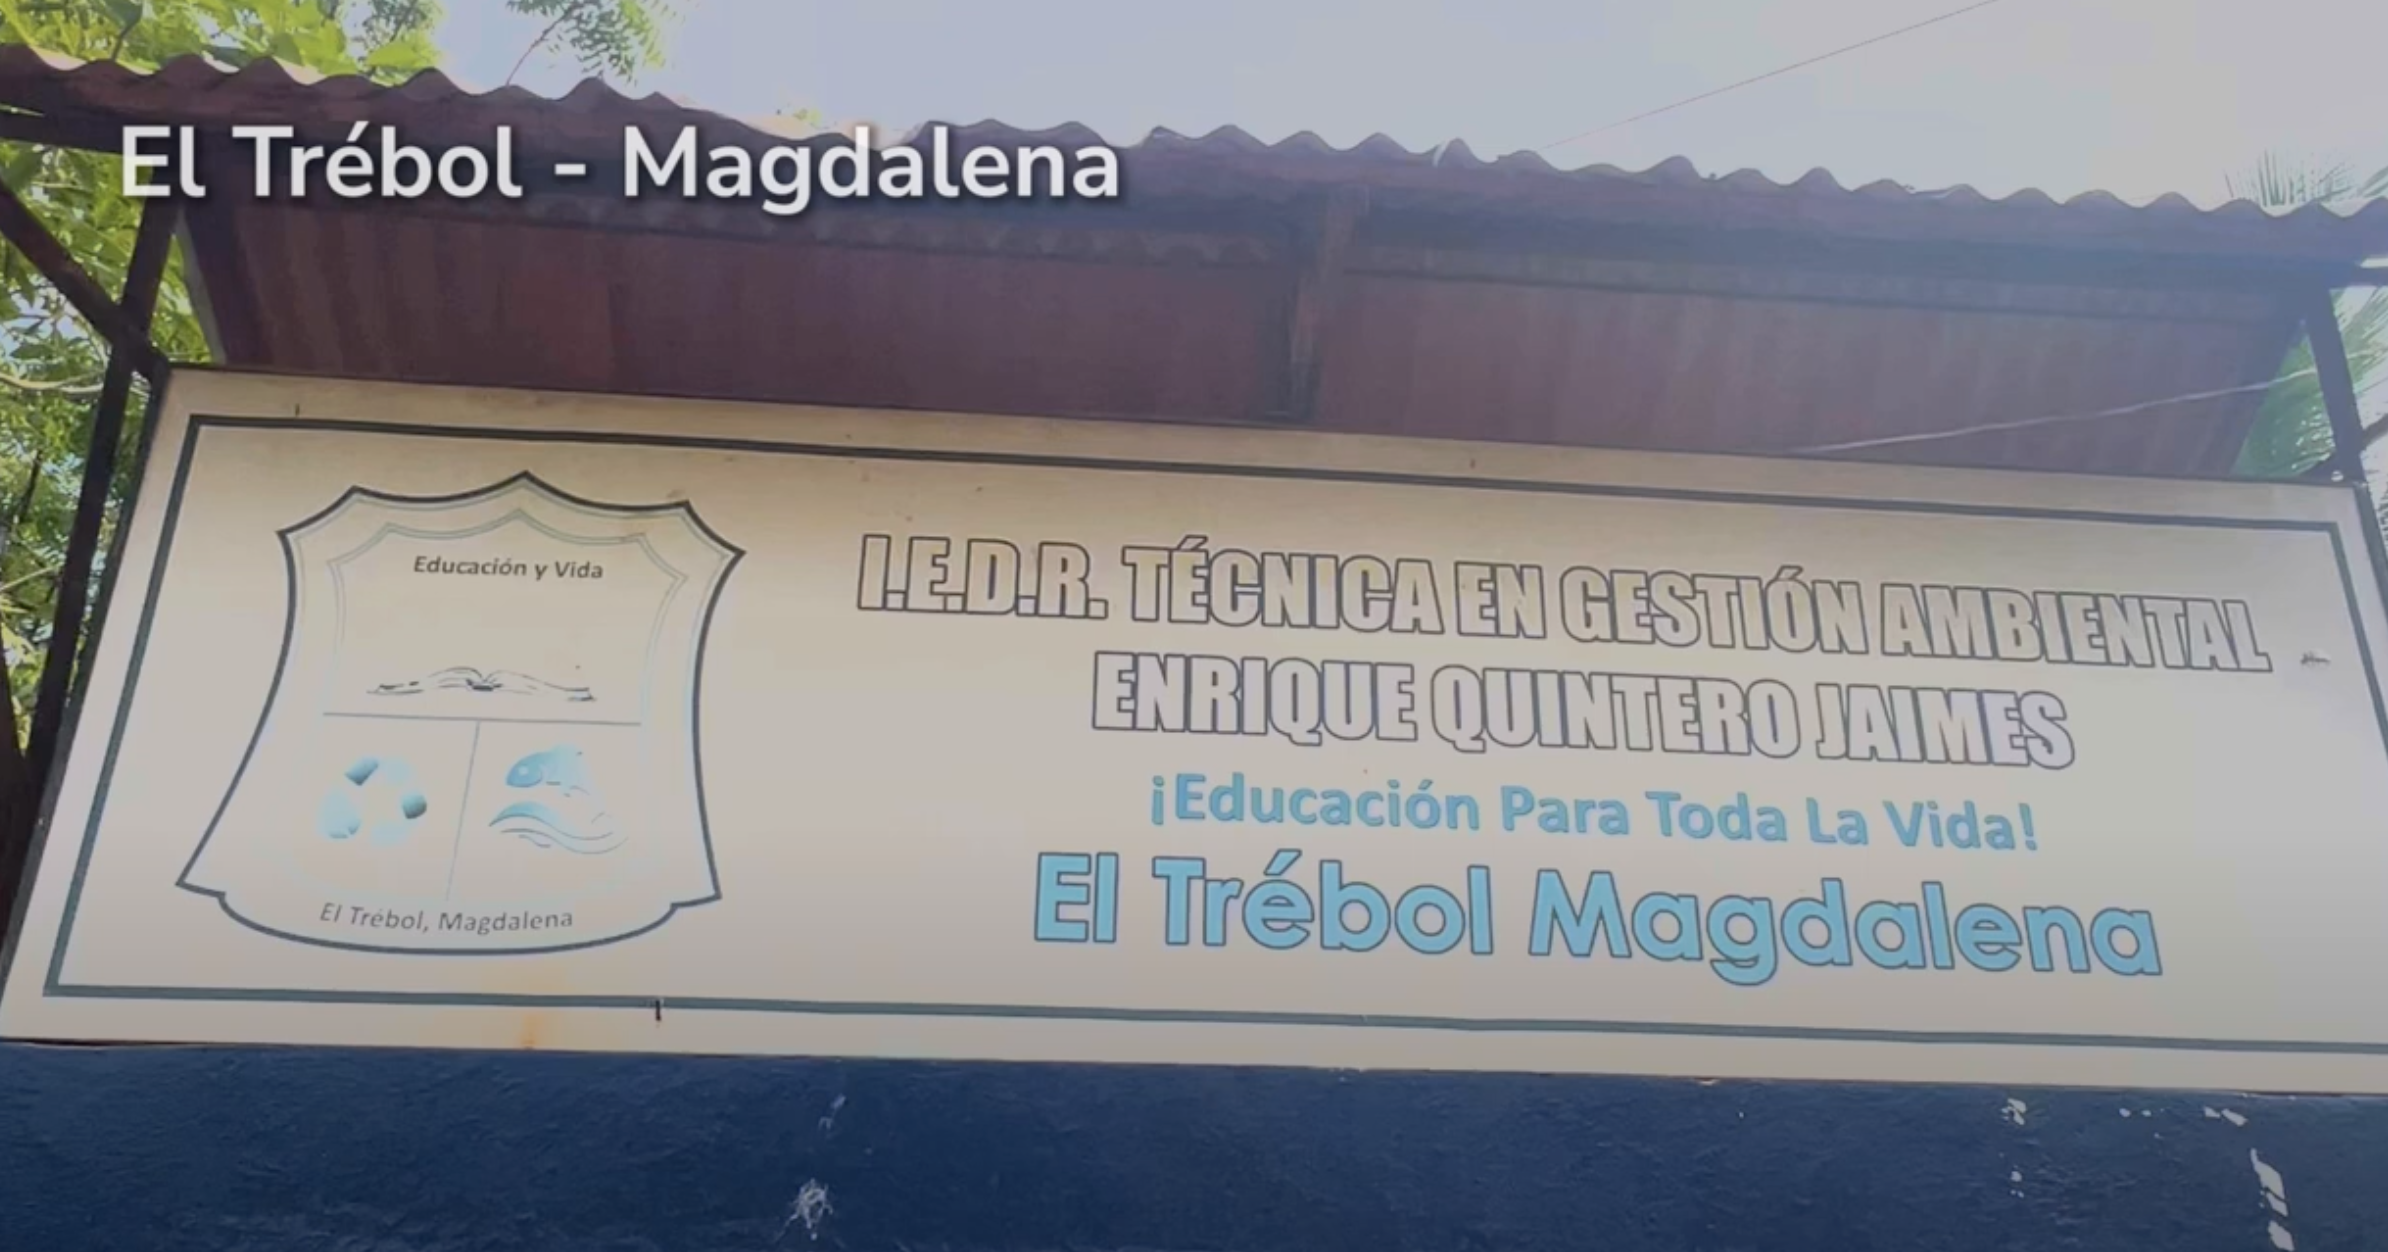 El Trébol - Magdalena
Educación y Vida
El Trébol, Magdalena
I.E.D.R. TÉCNICA EN GESTIÓN AMBIENTAL
ENRIQUE QUINTERO JAIMES
¡Educación Para Toda La Vida!
El Trébol Magdalena